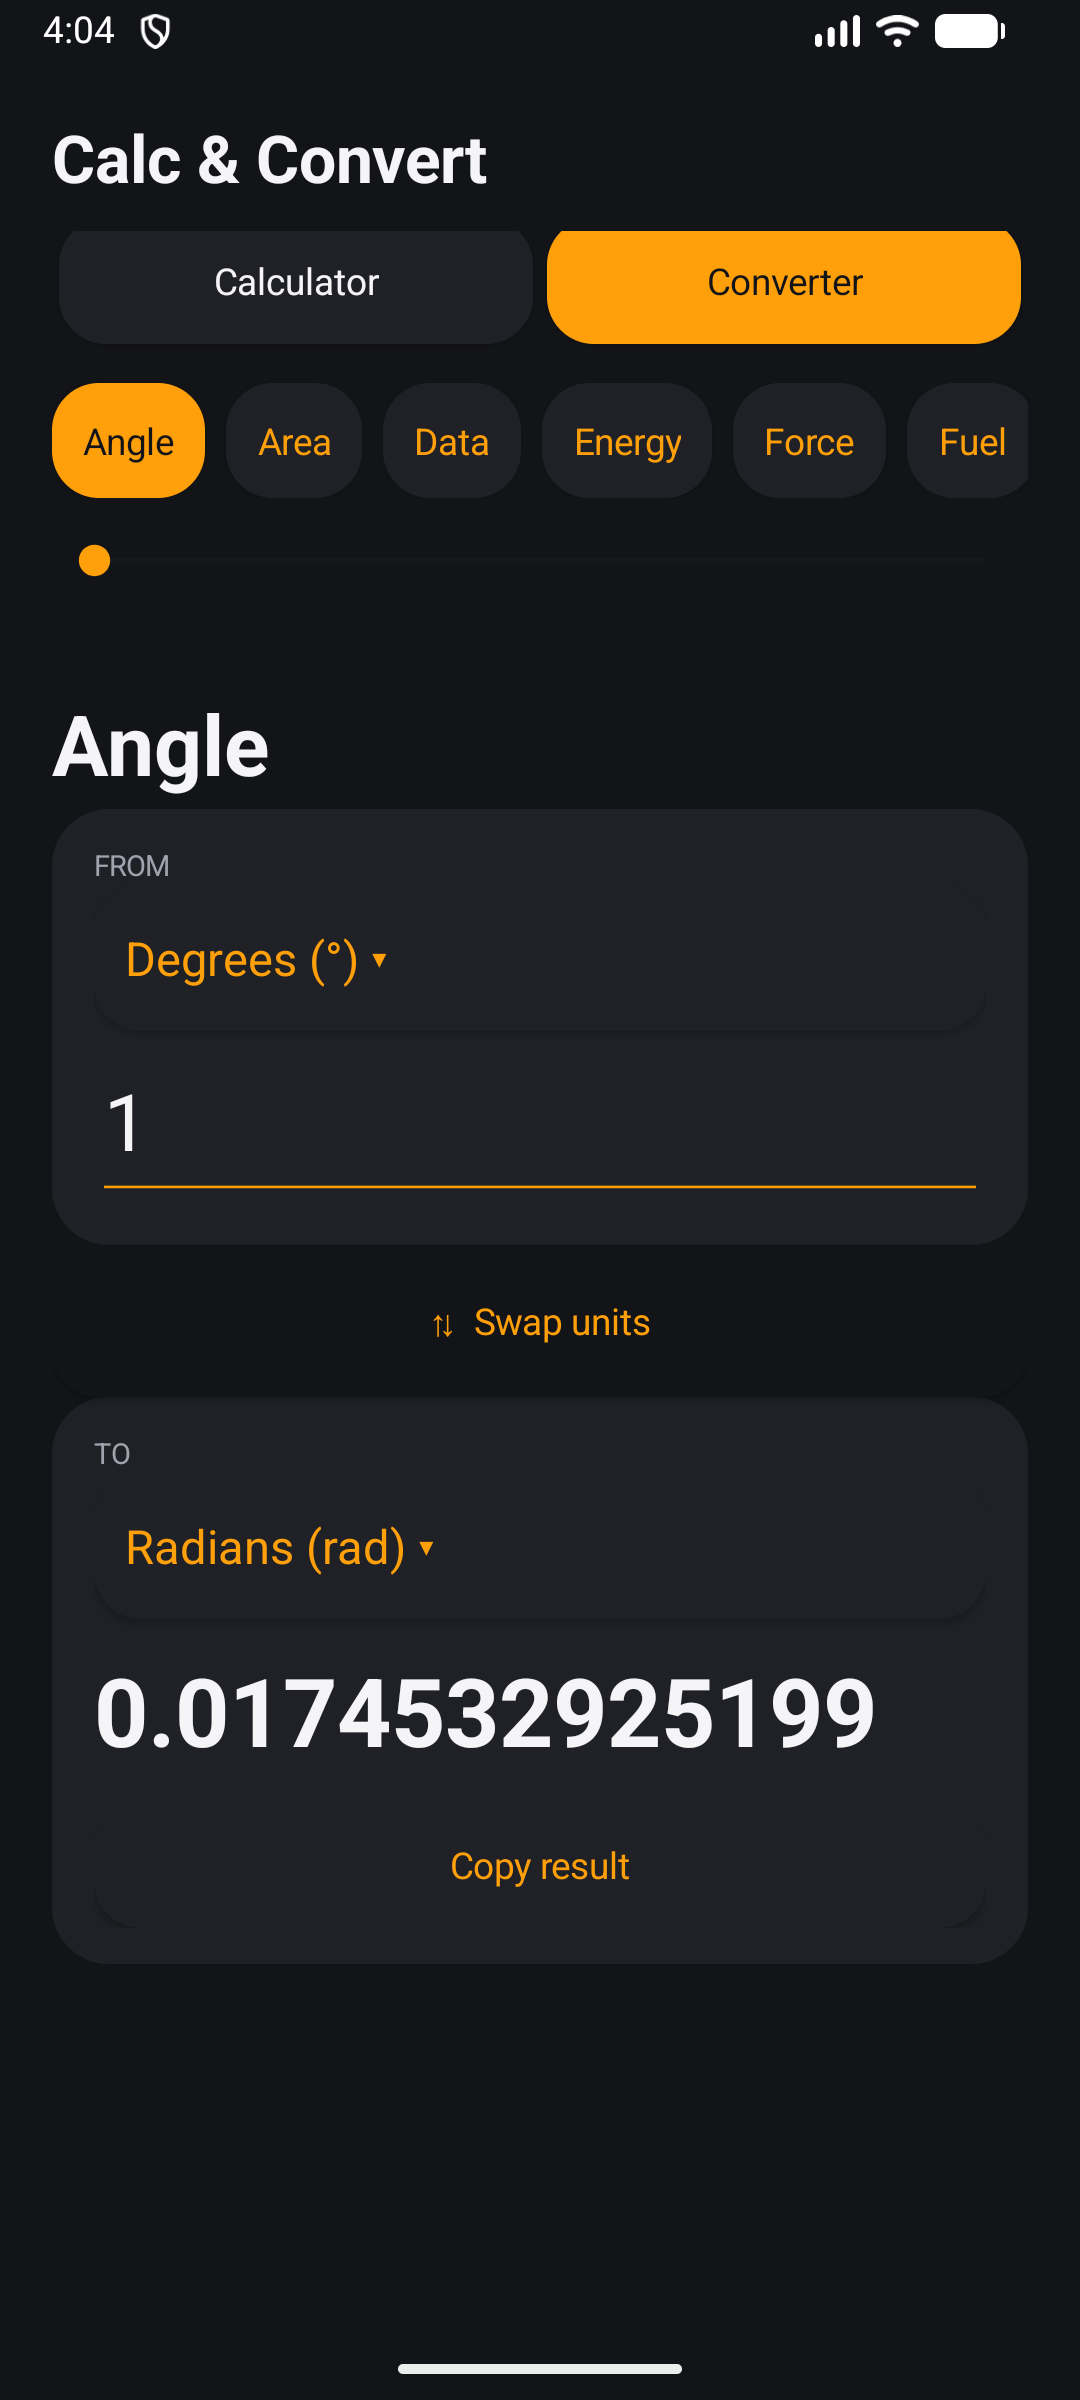 4:04
Calc & Convert
Calculator Converter
Angle Area Data Energy Force Fuel
Angle
FROM
Degrees (°) ▾
1
⇅ Swap units
TO
Radians (rad) ▾
0.0174532925199
Copy result